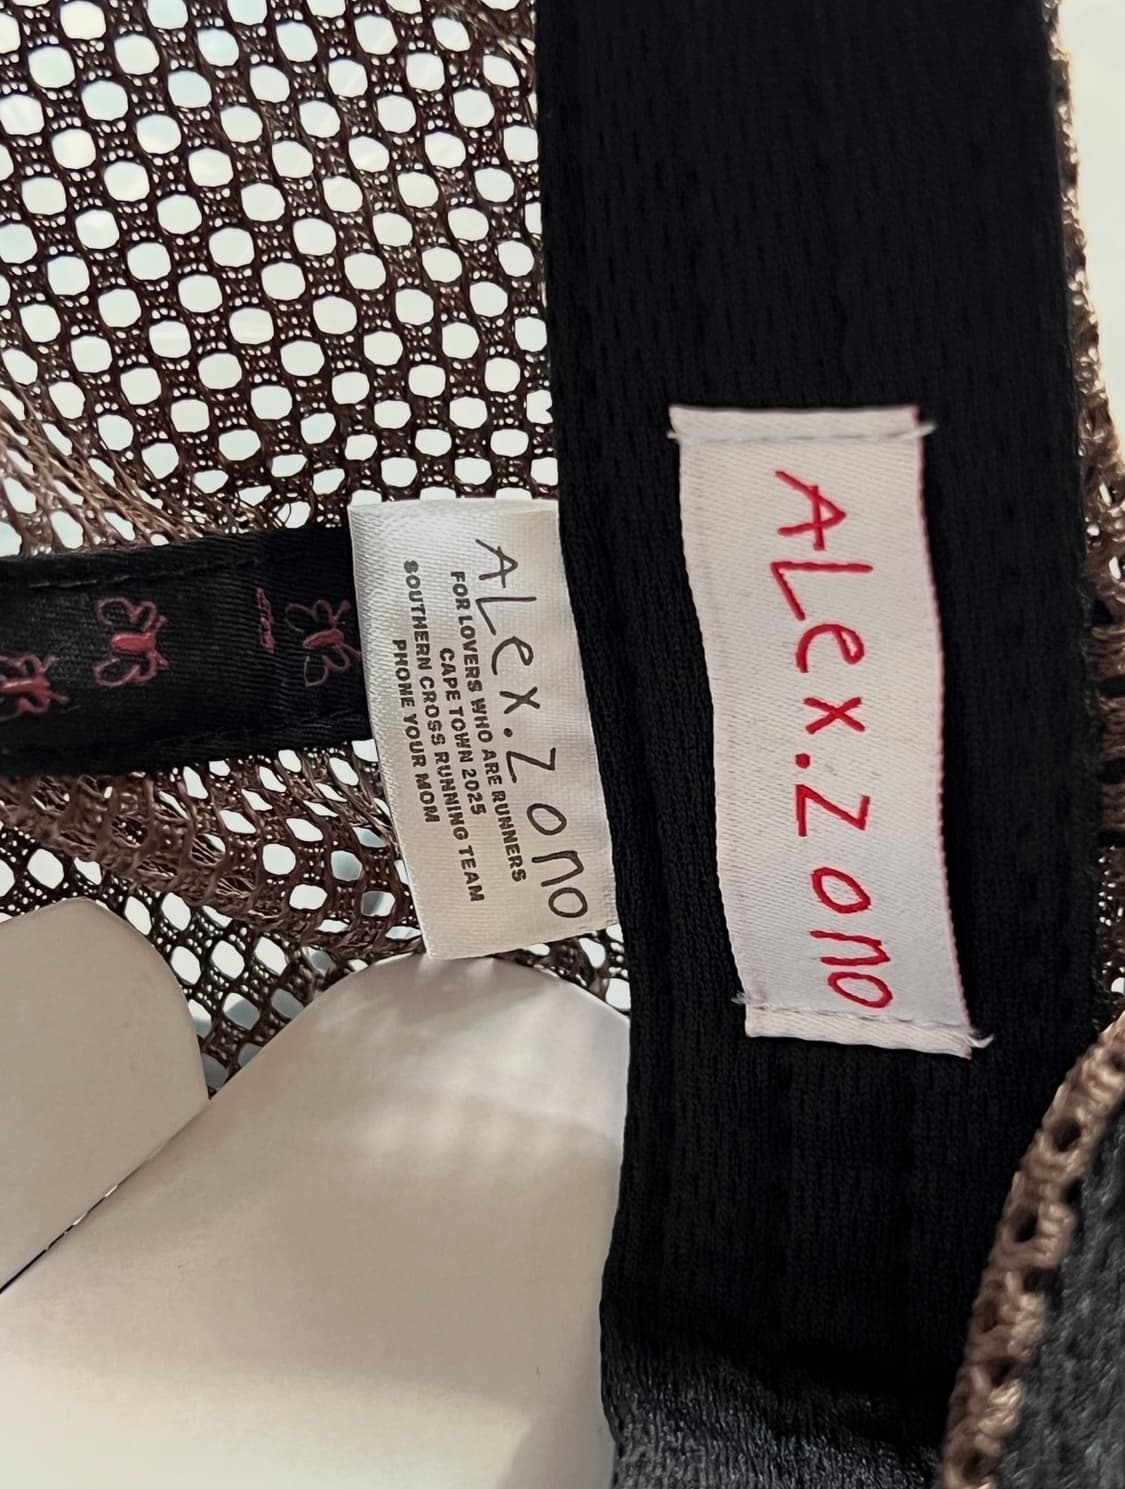 ALex.Zono
FOR LOVERS WHO ARE RUNNERS
CAPE TOWN 2025
SOUTHERN CROSS RUNNING TEAM
PHONE YOUR MOM
ALex.Zono